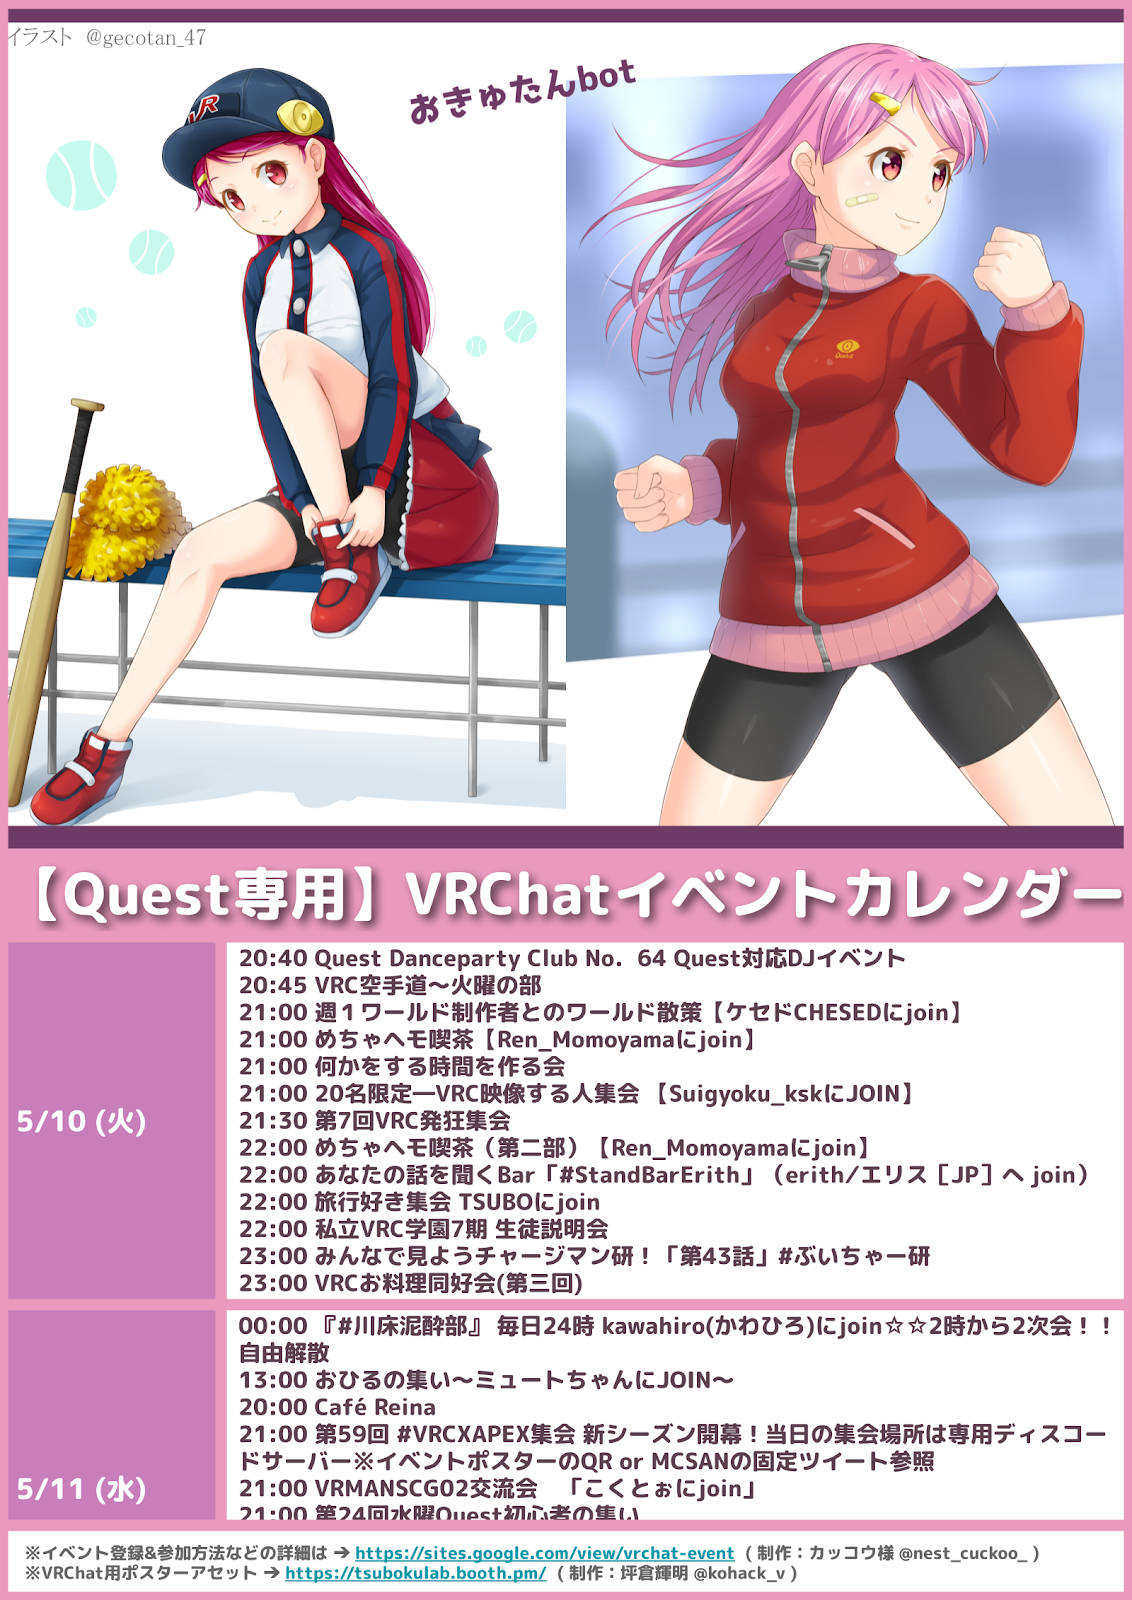 イラスト @gecotan_47
おきゅたんbot
VR
Quest
【Quest専用】VRChatイベントカレンダー
5/10 (火)
20:40 Quest Danceparty Club No. 64 Quest対応DJイベント
20:45 VRC空手道～火曜の部
21:00 週１ワールド制作者とのワールド散策【ケセドCHESEDにjoin】
21:00 めちゃヘモ喫茶【Ren_Momoyamaにjoin】
21:00 何かをする時間を作る会
21:00 20名限定―VRC映像する人集会 【Suigyoku_kskにJOIN】
21:30 第7回VRC発狂集会
22:00 めちゃヘモ喫茶（第二部）【Ren_Momoyamaにjoin】
22:00 あなたの話を聞くBar「#StandBarErith」（erith/エリス［JP］へ join）
22:00 旅行好き集会 TSUBOにjoin
22:00 私立VRC学園7期 生徒説明会
23:00 みんなで見ようチャージマン研！「第43話」#ぶいちゃー研
23:00 VRCお料理同好会(第三回)
5/11 (水)
00:00 『#川床泥酔部』 毎日24時 kawahiro(かわひろ)にjoin☆☆2時から2次会！！
自由解散
13:00 おひるの集い～ミュートちゃんにJOIN～
20:00 Café Reina
21:00 第59回 #VRCXAPEX集会 新シーズン開幕！当日の集会場所は専用ディスコー
ドサーバー※イベントポスターのQR or MCSANの固定ツイート参照
21:00 VRMANSCG02交流会　「こくとぉにjoin」
21:00 第24回水曜Quest初心者の集い
※イベント登録&参加方法などの詳細は ➔ https://sites.google.com/view/vrchat-event ( 制作：カッコウ様 @nest_cuckoo_ )
※VRChat用ポスターアセット ➔ https://tsubokulab.booth.pm/ ( 制作：坪倉輝明 @kohack_v )